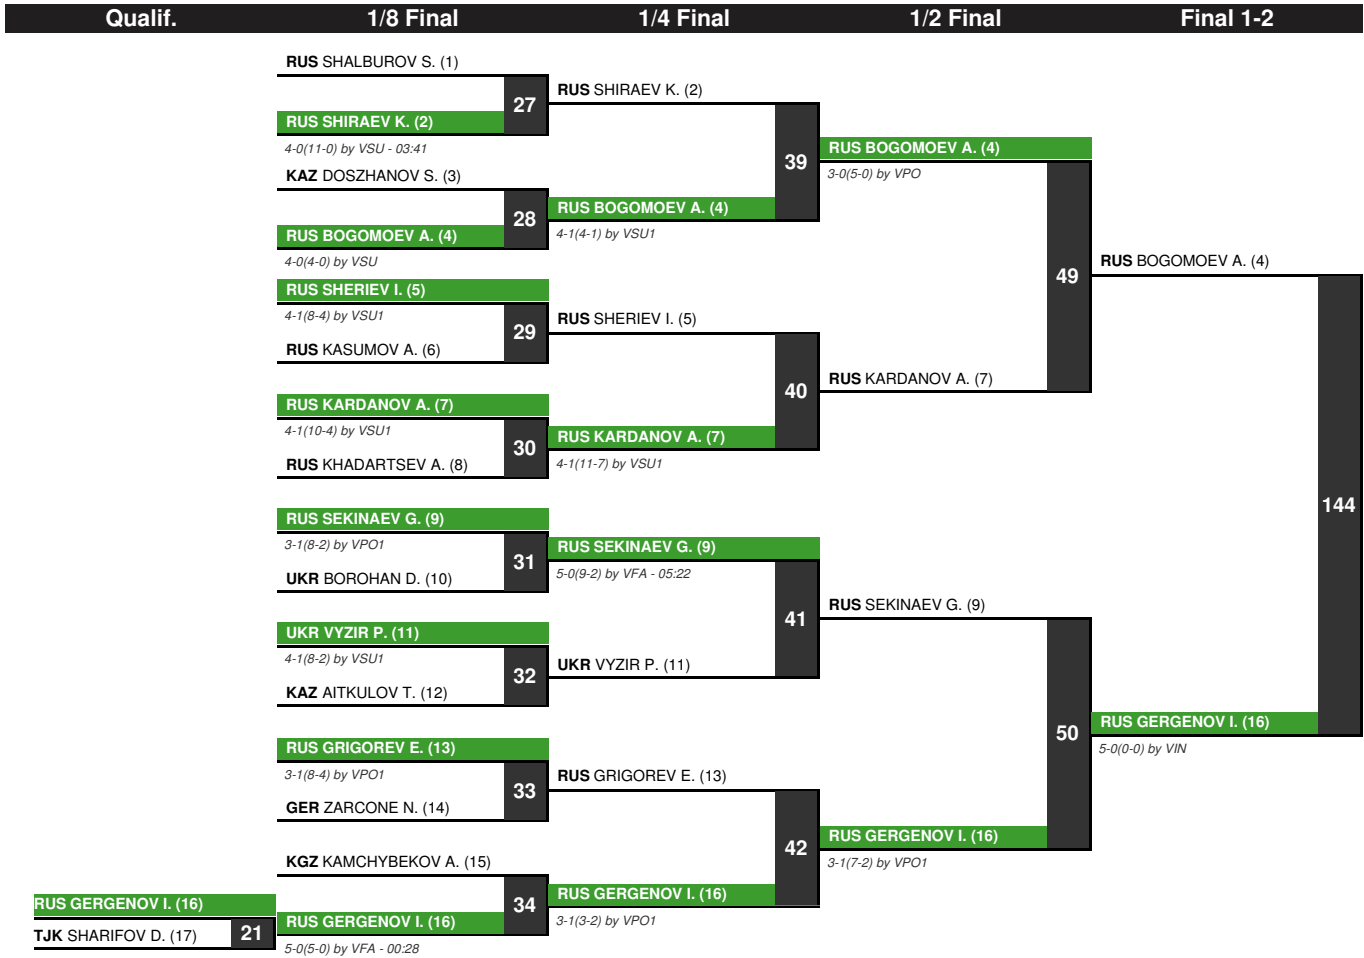 Qualif. 1/8 Final 1/4 Final 1/2 Final Final 1-2
RUS SHALBUROV S. (1)
27
RUS SHIRAEV K. (2)
4-0(11-0) by VSU - 03:41
KAZ DOSZHANOV S. (3)
28
RUS BOGOMOEV A. (4)
4-0(4-0) by VSU
RUS SHERIEV I. (5)
4-1(8-4) by VSU1
29
RUS KASUMOV A. (6)
RUS KARDANOV A. (7)
4-1(10-4) by VSU1
30
RUS KHADARTSEV A. (8)
RUS SEKINAEV G. (9)
3-1(8-2) by VPO1
31
UKR BOROHAN D. (10)
UKR VYZIR P. (11)
4-1(8-2) by VSU1
32
KAZ AITKULOV T. (12)
RUS GRIGOREV E. (13)
3-1(8-4) by VPO1
33
GER ZARCONE N. (14)
KGZ KAMCHYBEKOV A. (15)
34
RUS GERGENOV I. (16)
TJK SHARIFOV D. (17)
21
RUS GERGENOV I. (16)
5-0(5-0) by VFA - 00:28
RUS SHIRAEV K. (2)
39
RUS BOGOMOEV A. (4)
4-1(4-1) by VSU1
RUS SHERIEV I. (5)
40
RUS KARDANOV A. (7)
4-1(11-7) by VSU1
RUS SEKINAEV G. (9)
5-0(9-2) by VFA - 05:22
41
UKR VYZIR P. (11)
RUS GRIGOREV E. (13)
42
RUS GERGENOV I. (16)
3-1(3-2) by VPO1
RUS BOGOMOEV A. (4)
3-0(5-0) by VPO
49
RUS KARDANOV A. (7)
RUS SEKINAEV G. (9)
50
RUS GERGENOV I. (16)
3-1(7-2) by VPO1
RUS BOGOMOEV A. (4)
144
RUS GERGENOV I. (16)
5-0(0-0) by VIN